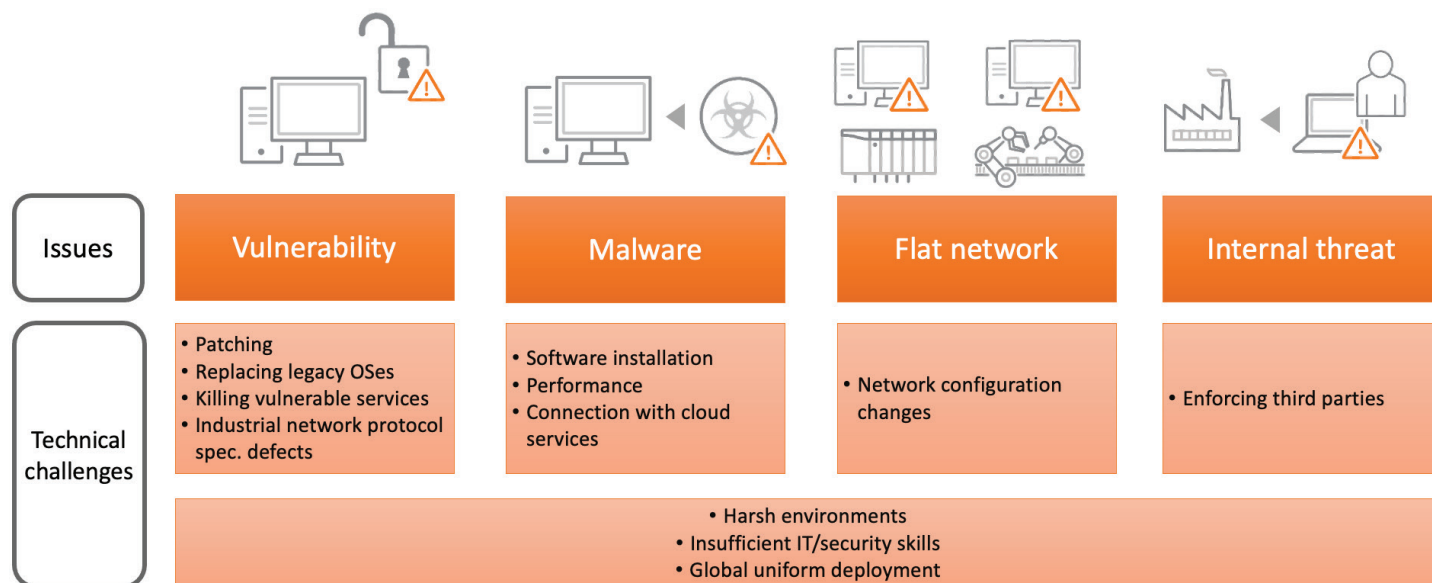 Issues
Vulnerability
Malware
Flat network
Internal threat
Technical
challenges
• Patching
• Replacing legacy OSes
• Killing vulnerable services
• Industrial network protocol
spec. defects
• Software installation
• Performance
• Connection with cloud
services
• Network configuration
changes
• Enforcing third parties
• Harsh environments
• Insufficient IT/security skills
• Global uniform deployment